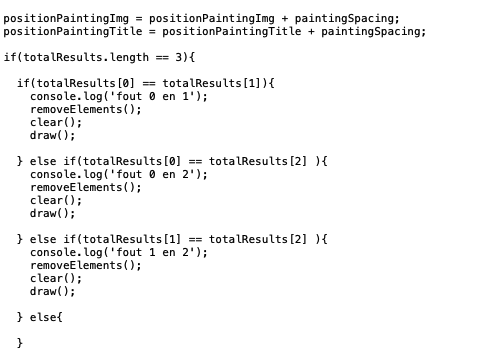 positionPaintingImg = positionPaintingImg + paintingSpacing;
positionPaintingTitle = positionPaintingTitle + paintingSpacing;

if(totalResults.length == 3){

  if(totalResults[0] == totalResults[1]){
    console.log('fout 0 en 1');
    removeElements();
    clear();
    draw();

  } else if(totalResults[0] == totalResults[2] ){
    console.log('fout 0 en 2');
    removeElements();
    clear();
    draw();

  } else if(totalResults[1] == totalResults[2] ){
    console.log('fout 1 en 2');
    removeElements();
    clear();
    draw();

  } else{

  }